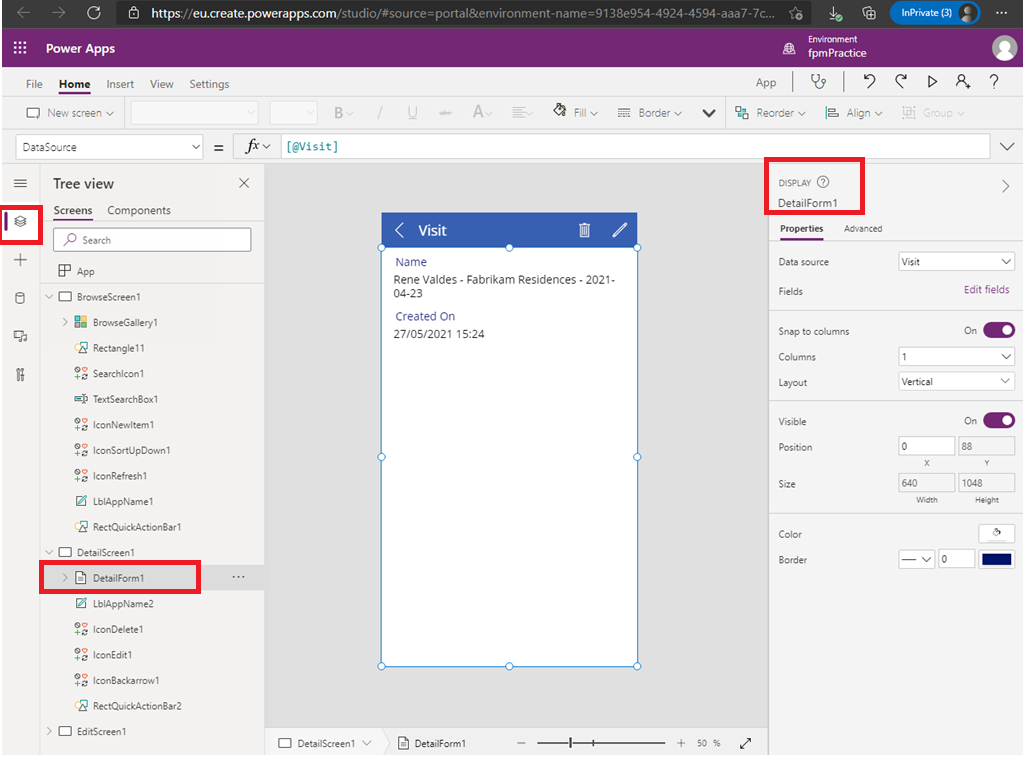 https://eu.create.powerapps.com/studio/#source=portal&environment-name=9138e954-4924-4594-aaa7-7c...
InPrivate (3)
Power Apps
Environment
fpmPractice
File Home Insert View Settings
App
New screen
B / U abc A
Fill
Border
Reorder
Align
Group
DataSource
= fx
[@Visit]
Tree view
Screens Components
Search
App
BrowseScreen1
BrowseGallery1
Rectangle11
SearchIcon1
TextSearchBox1
IconNewItem1
IconSortUpDown1
IconRefresh1
LblAppName1
RectQuickActionBar1
DetailScreen1
DetailForm1
LblAppName2
IconDelete1
IconEdit1
IconBackarrow1
RectQuickActionBar2
EditScreen1
Visit
Name
Rene Valdes - Fabrikam Residences - 2021-
04-23
Created On
27/05/2021 15:24
DetailScreen1 DetailForm1
50 %
DISPLAY
DetailForm1
Properties Advanced
Data source Visit
Fields Edit fields
Snap to columns On
Columns 1
Layout Vertical
Visible On
Position 0 88
X Y
Size 640 1048
Width Height
Color
Border 0